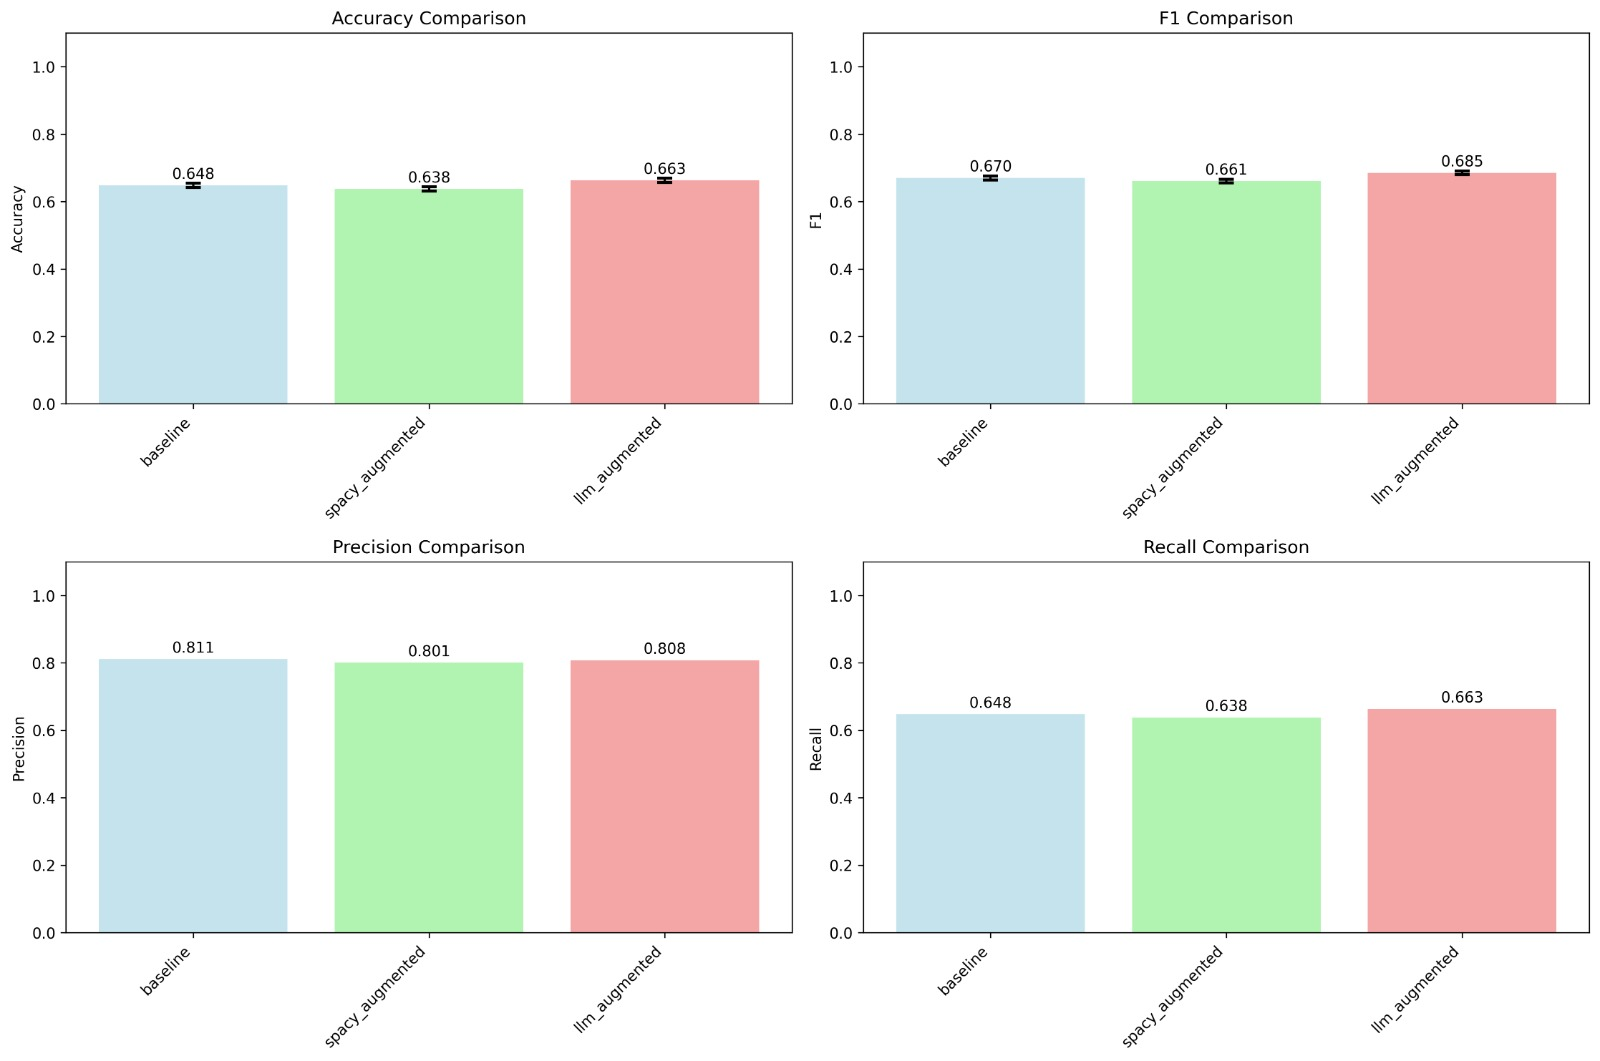 Accuracy Comparison
Accuracy
1.0
0.8
0.6
0.4
0.2
0.0
0.648
0.638
0.663
baseline
spacy_augmented
llm_augmented
F1 Comparison
F1
1.0
0.8
0.6
0.4
0.2
0.0
0.670
0.661
0.685
baseline
spacy_augmented
llm_augmented
Precision Comparison
Precision
1.0
0.8
0.6
0.4
0.2
0.0
0.811
0.801
0.808
baseline
spacy_augmented
llm_augmented
Recall Comparison
Recall
1.0
0.8
0.6
0.4
0.2
0.0
0.648
0.638
0.663
baseline
spacy_augmented
llm_augmented